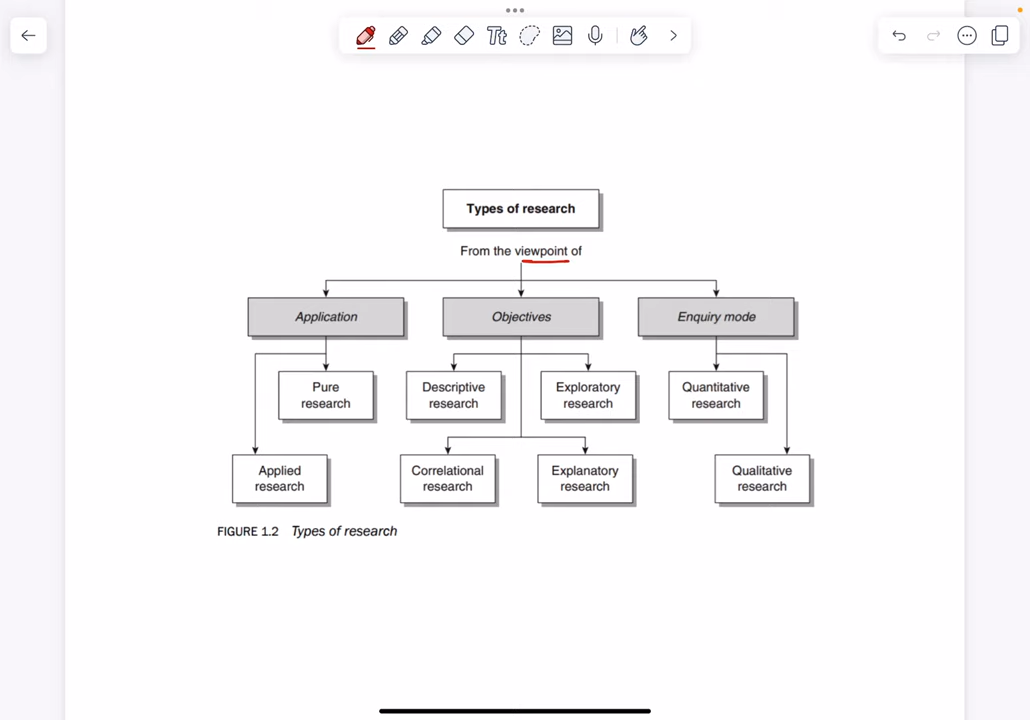 Tt
Types of research
From the viewpoint of
Application
Objectives
Enquiry mode
Pure
research
Descriptive
research
Exploratory
research
Quantitative
research
Applied
research
Correlational
research
Explanatory
research
Qualitative
research
FIGURE 1.2 Types of research